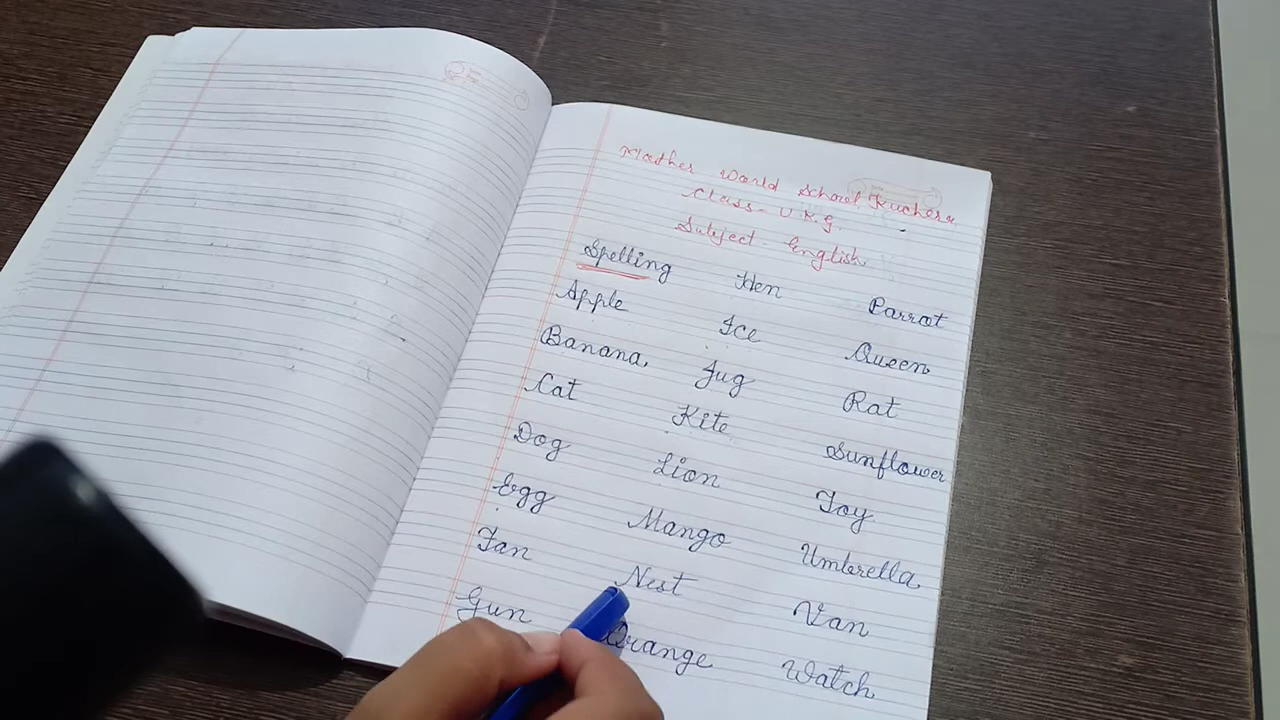 Mother World School Kuchera
Class - U.K.G.
Subject - English
Spelling Hen Parrot
Apple Ice Queen
Banana, Jug Rat
Cat Kite Sunflower
Dog Lion Toy
Egg Mango Umberella
Fan Nest Van
Gun Orange Watch